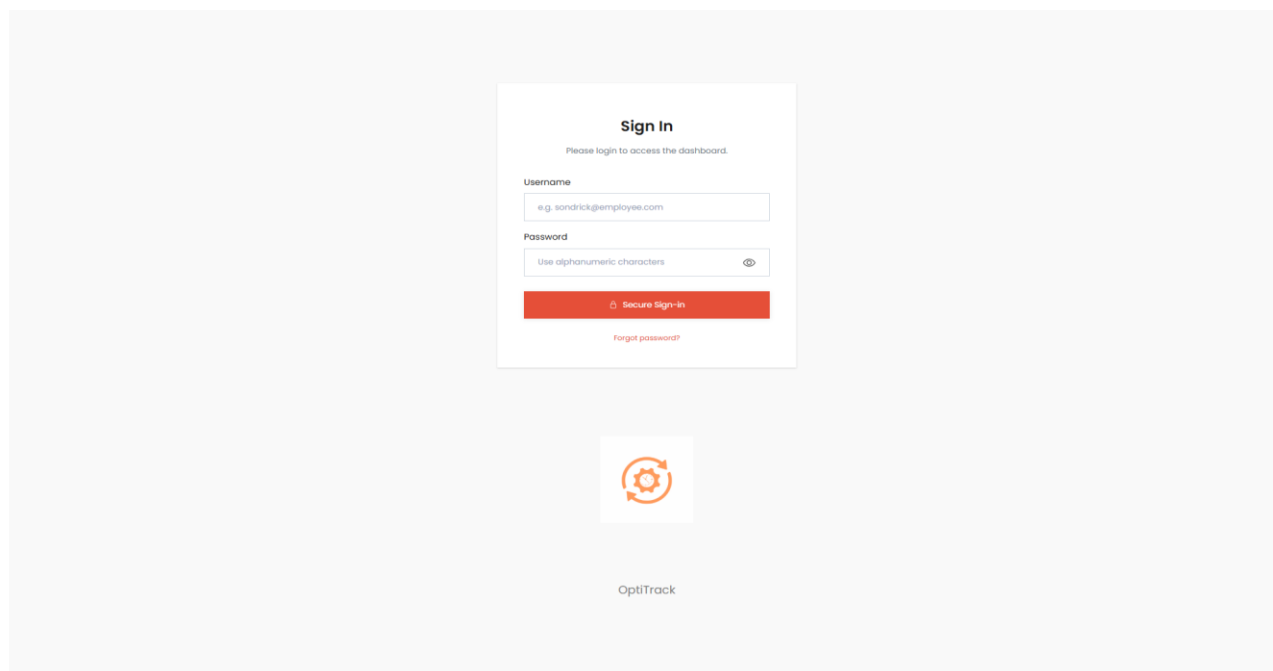 Sign In
Please login to access the dashboard.
Username
e.g. sondrick@employee.com
Password
Use alphanumeric characters
Secure Sign-in
Forgot password?
OptiTrack